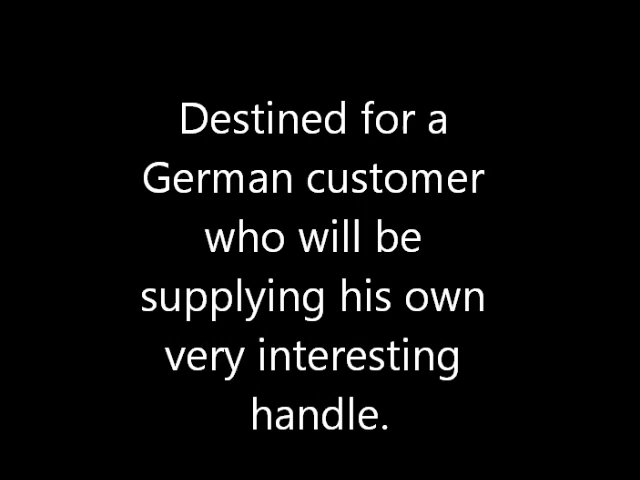 Destined for a
German customer
who will be
supplying his own
very interesting
handle.